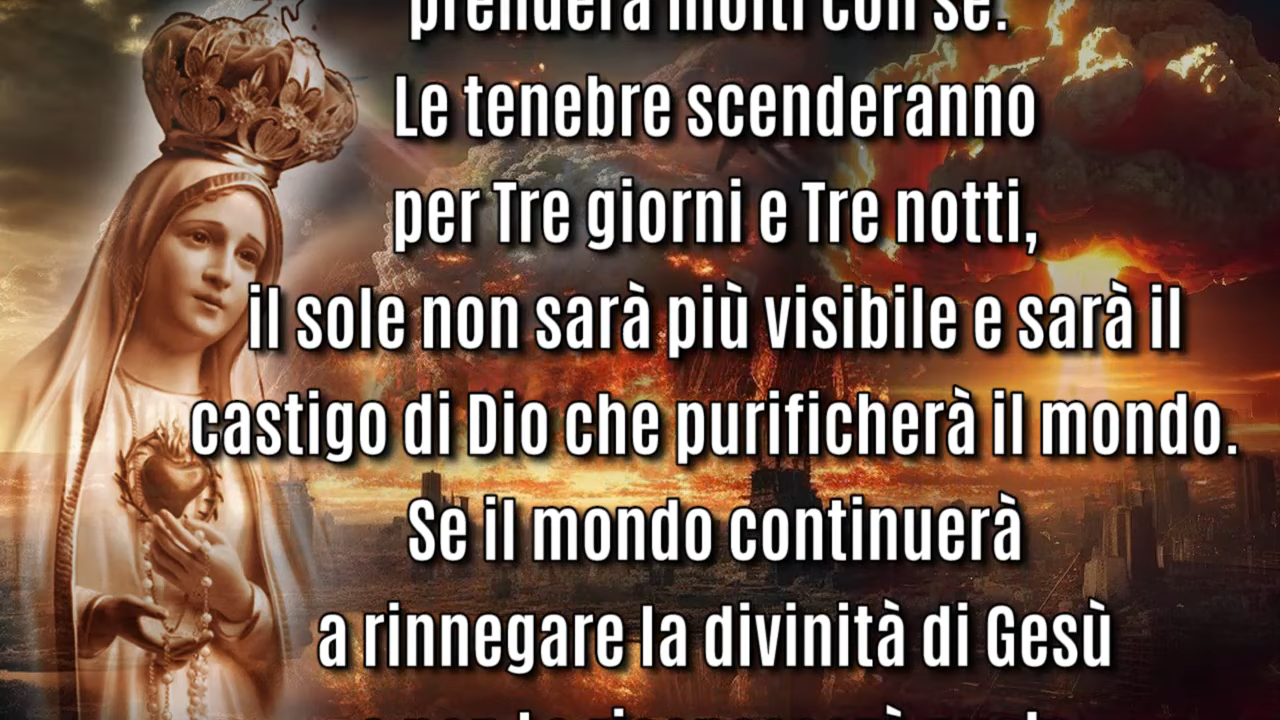 prenderà molti con sé.
Le tenebre scenderanno
per Tre giorni e Tre notti,
il sole non sarà più visibile e sarà il
castigo di Dio che purificherà il mondo.
Se il mondo continuerà
a rinnegare la divinità di Gesù